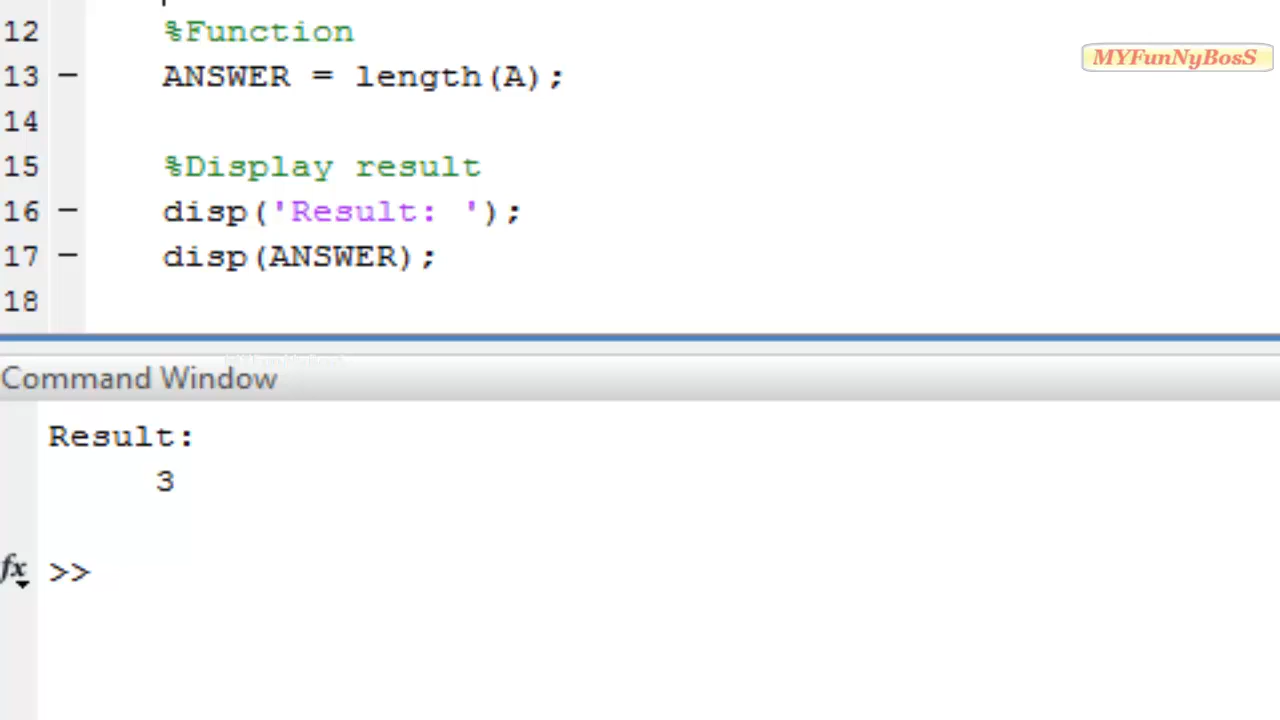 12 %Function
MYFunNyBosS
13 – ANSWER = length(A);
14
15 %Display result
16 – disp('Result: ');
17 – disp(ANSWER);
18
Command Window
Result:
3
fx >>